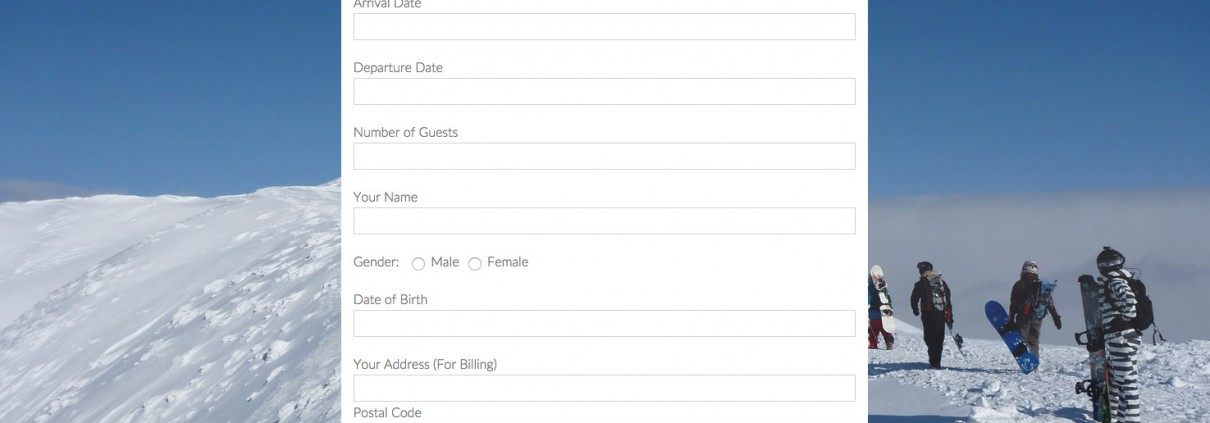 Arrival Date
Departure Date
Number of Guests
Your Name
Gender: Male Female
Date of Birth
Your Address (For Billing)
Postal Code